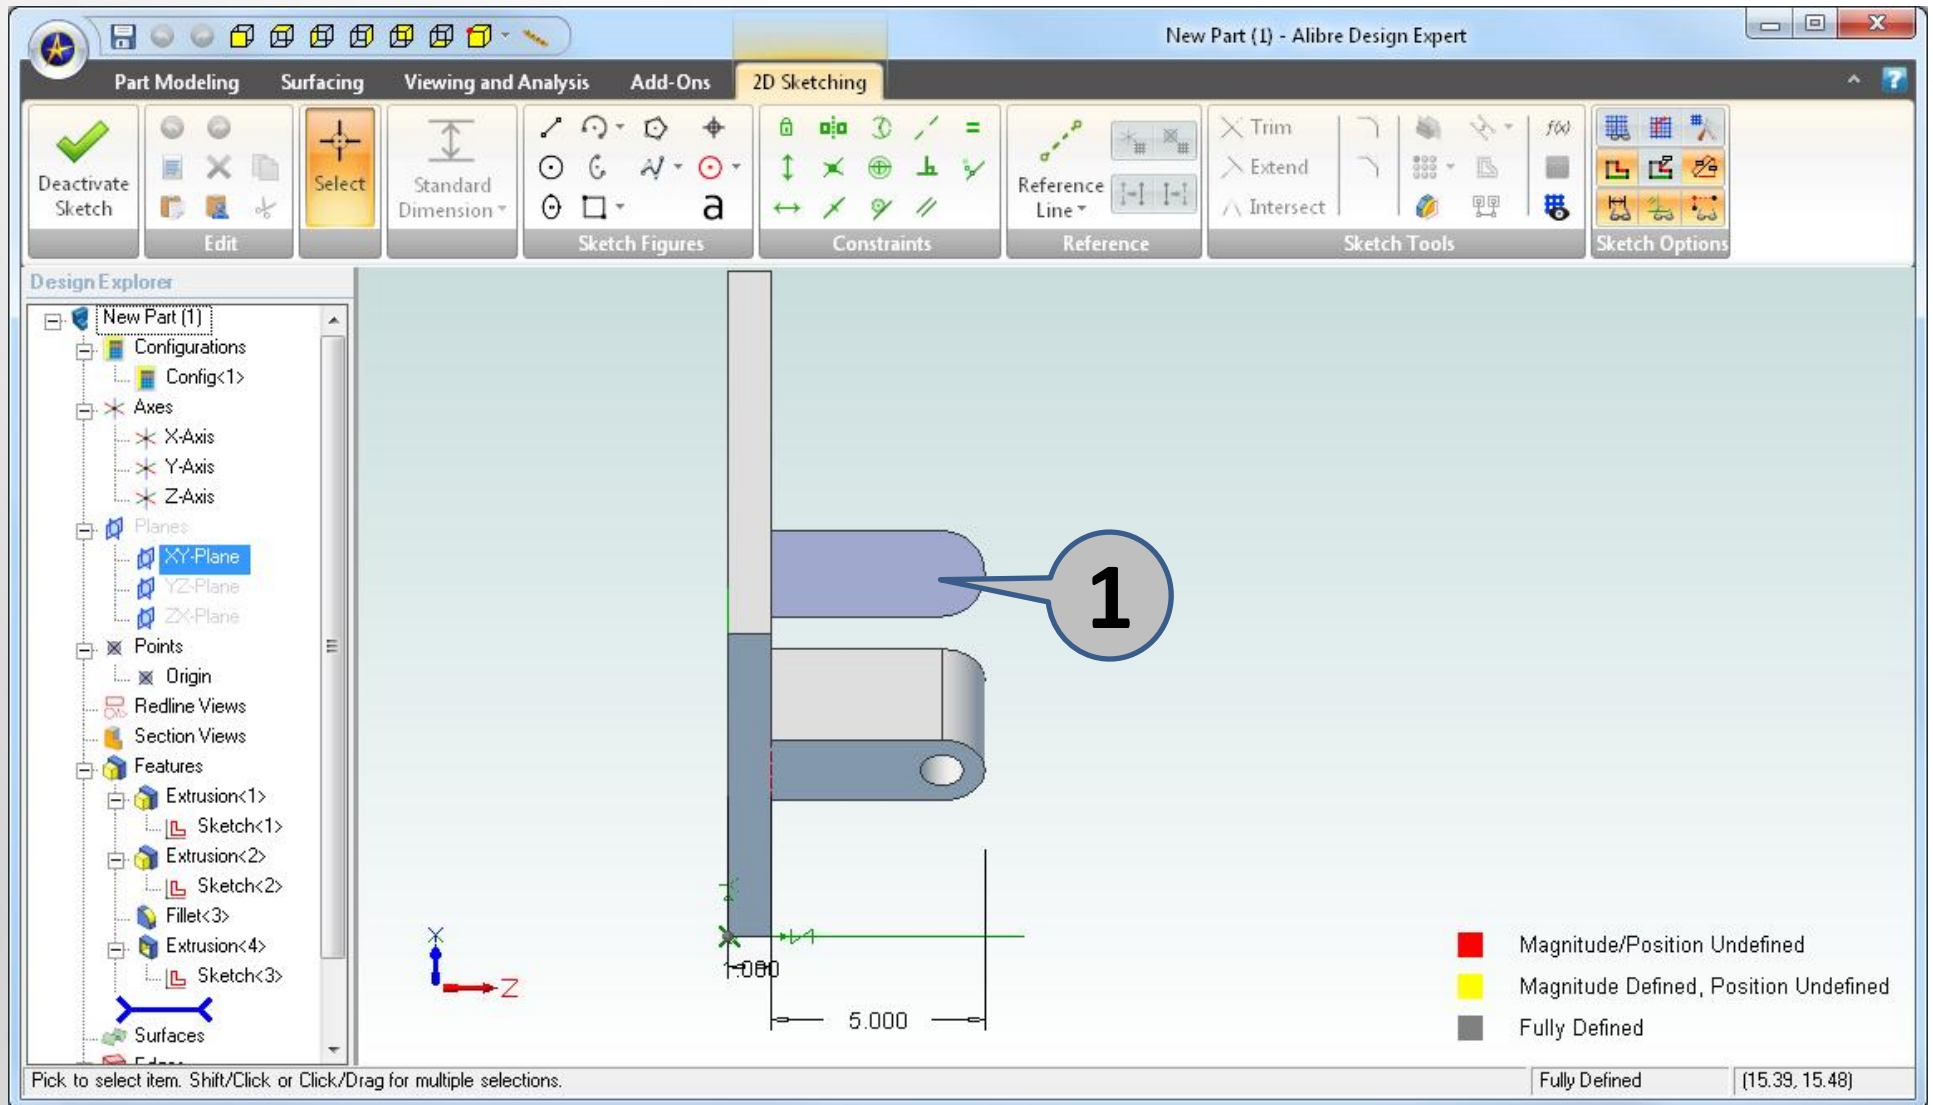 New Part (1) - Alibre Design Expert
Part Modeling Surfacing Viewing and Analysis Add-Ons 2D Sketching
Deactivate Sketch
Edit
Select
Standard Dimension
a
Sketch Figures
Constraints
Reference Line
Reference
Trim
Extend
Intersect
f(x)
Sketch Tools
Sketch Options
Design Explorer
New Part (1)
Configurations
Config<1>
Axes
X-Axis
Y-Axis
Z-Axis
Planes
XY-Plane
YZ-Plane
ZX-Plane
Points
Origin
Redline Views
Section Views
Features
Extrusion<1>
Sketch<1>
Extrusion<2>
Sketch<2>
Fillet<3>
Extrusion<4>
Sketch<3>
Surfaces
1
X
Z
1.000
5.000
Magnitude/Position Undefined
Magnitude Defined, Position Undefined
Fully Defined
Pick to select item. Shift/Click or Click/Drag for multiple selections.
Fully Defined
(15.39, 15.48)